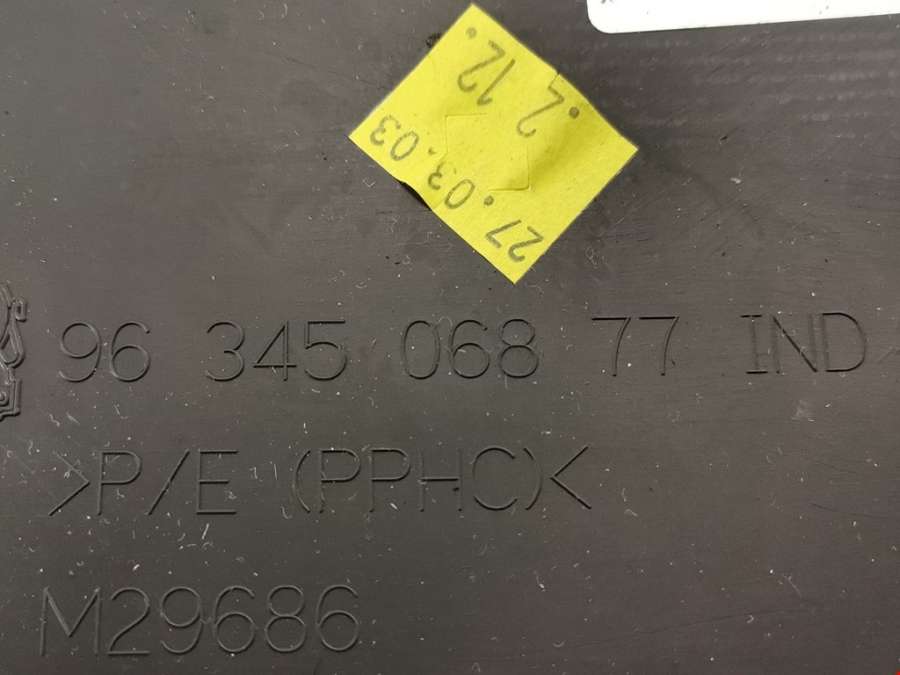 27.03.03
2 12.
96 345 068 77 IND
>P/E (PPHC)<
M29686